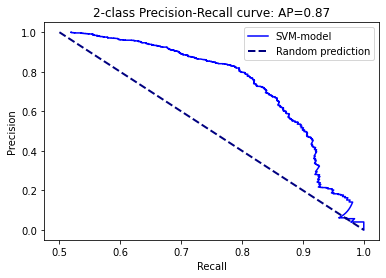 2-class Precision-Recall curve: AP=0.87
SVM-model
Random prediction
Precision
1.0
0.8
0.6
0.4
0.2
0.0
0.5 0.6 0.7 0.8 0.9 1.0
Recall